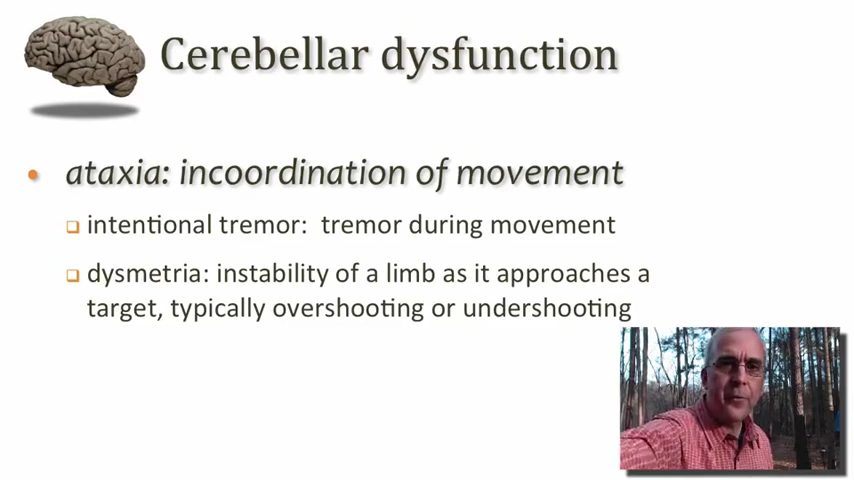 Cerebellar dysfunction
ataxia: incoordination of movement
intentional tremor: tremor during movement
dysmetria: instability of a limb as it approaches a
target, typically overshooting or undershooting